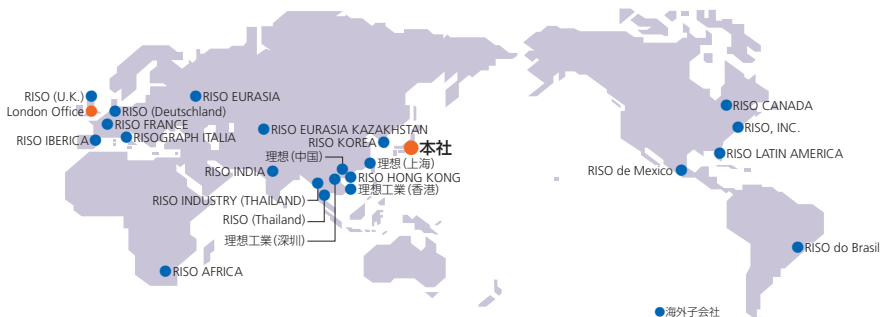 RISO (U.K.)
London Office
RISO (Deutschland)
RISO FRANCE
RISO IBERICA
RISOGRAPH ITALIA
RISO EURASIA
RISO EURASIA KAZAKHSTAN
RISO KOREA
本社
理想(中国)
理想(上海)
RISO INDIA
RISO HONG KONG
理想工業(香港)
RISO INDUSTRY (THAILAND)
RISO (Thailand)
理想工業(深圳)
RISO AFRICA
RISO CANADA
RISO, INC.
RISO LATIN AMERICA
RISO de Mexico
RISO do Brasil
海外子会社